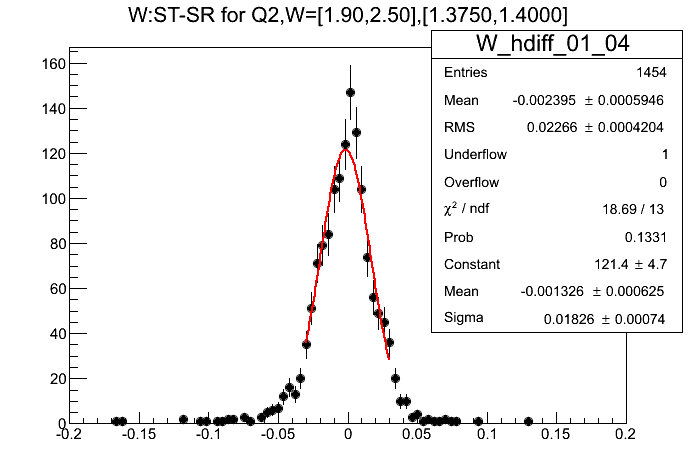 W:ST-SR for Q2,W=[1.90,2.50],[1.3750,1.4000]
W_hdiff_01_04
Entries 1454
Mean -0.002395 ± 0.0005946
RMS 0.02266 ± 0.0004204
Underflow 1
Overflow 0
χ² / ndf 18.69 / 13
Prob 0.1331
Constant 121.4 ± 4.7
Mean -0.001326 ± 0.000625
Sigma 0.01826 ± 0.00074
160
140
120
100
80
60
40
20
0
-0.2 -0.15 -0.1 -0.05 0 0.05 0.1 0.15 0.2